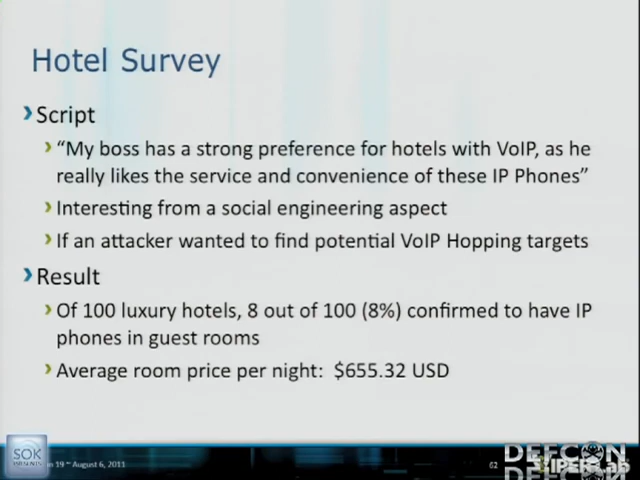 Hotel Survey
Script
“My boss has a strong preference for hotels with VoIP, as he
really likes the service and convenience of these IP Phones”
Interesting from a social engineering aspect
If an attacker wanted to find potential VoIP Hopping targets
Result
Of 100 luxury hotels, 8 out of 100 (8%) confirmed to have IP
phones in guest rooms
Average room price per night: $655.32 USD
SOK
19
August 6, 2011
62
DEFCON